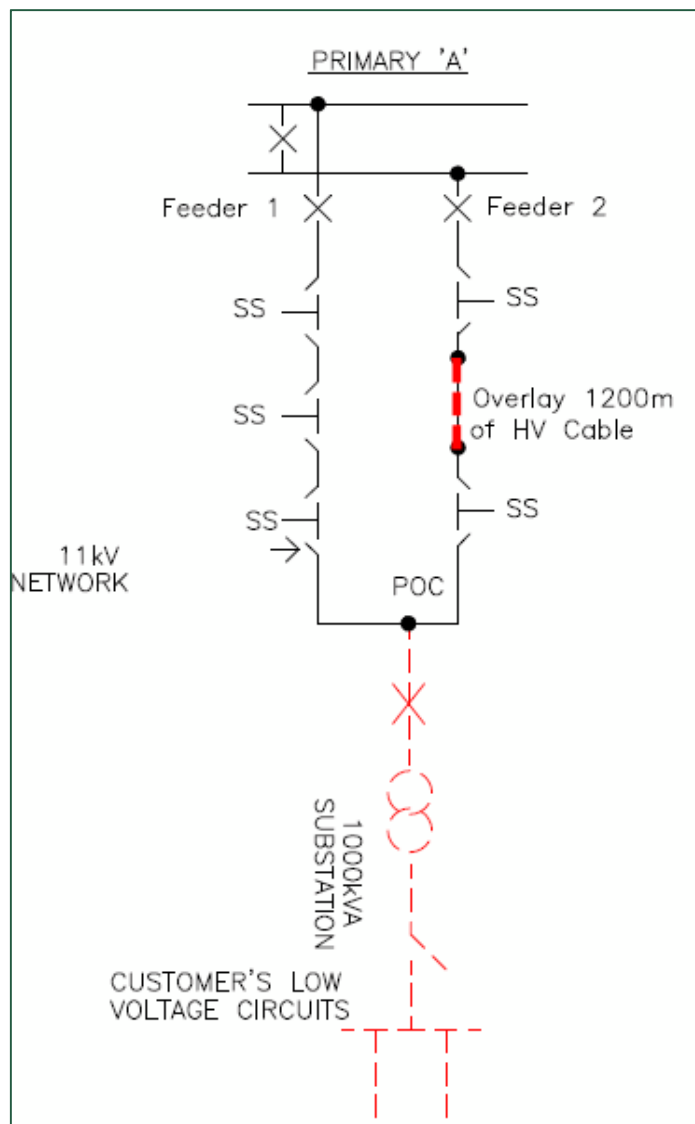 PRIMARY 'A'
Feeder 1
Feeder 2
SS
SS
SS
Overlay 1200m
of HV Cable
SS
SS
11kV
NETWORK
POC
1000kVA
SUBSTATION
CUSTOMER'S LOW
VOLTAGE CIRCUITS